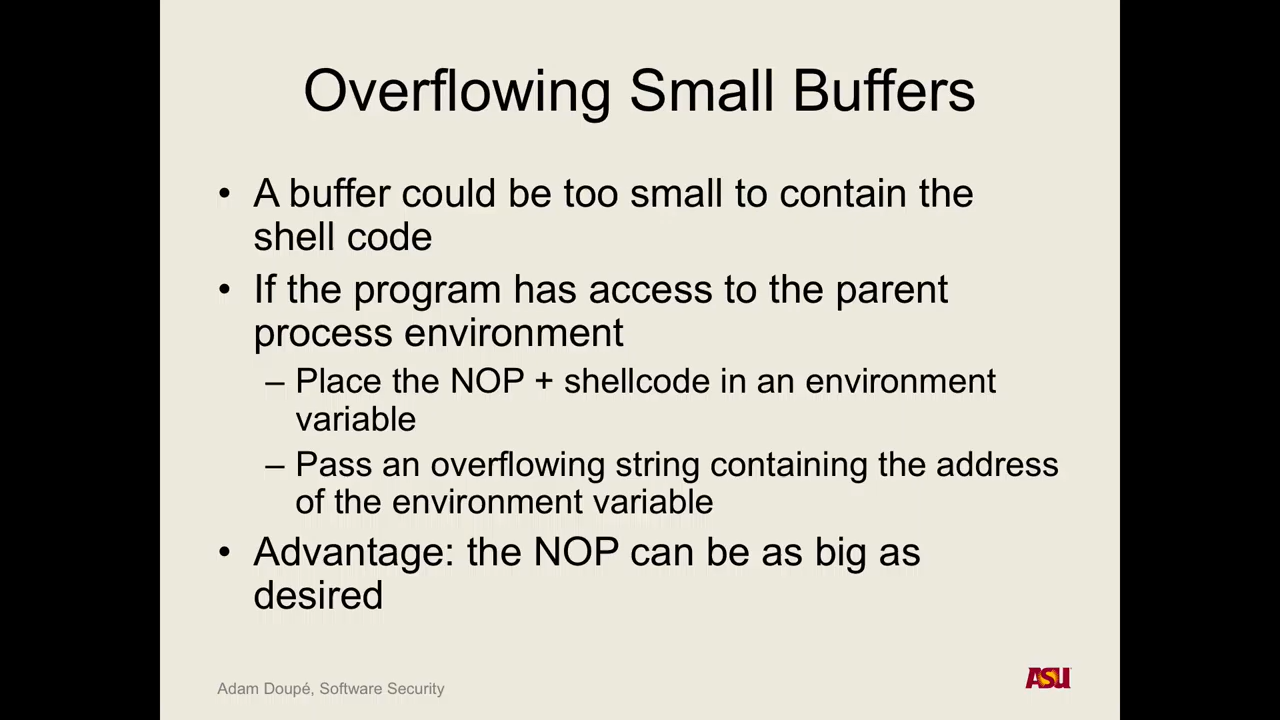 Overflowing Small Buffers
• A buffer could be too small to contain the
shell code
• If the program has access to the parent
process environment
– Place the NOP + shellcode in an environment
variable
– Pass an overflowing string containing the address
of the environment variable
• Advantage: the NOP can be as big as
desired
Adam Doupé, Software Security
ASU